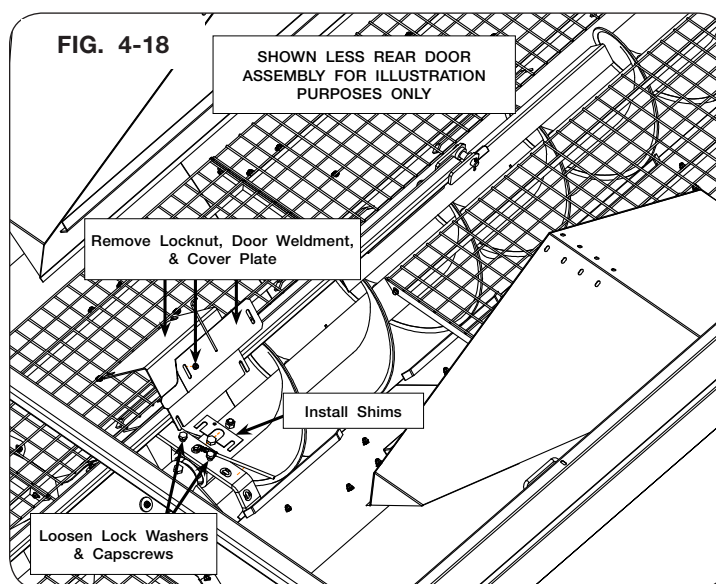 FIG. 4-18
SHOWN LESS REAR DOOR
ASSEMBLY FOR ILLUSTRATION
PURPOSES ONLY
Remove Locknut, Door Weldment,
& Cover Plate
Install Shims
Loosen Lock Washers
& Capscrews